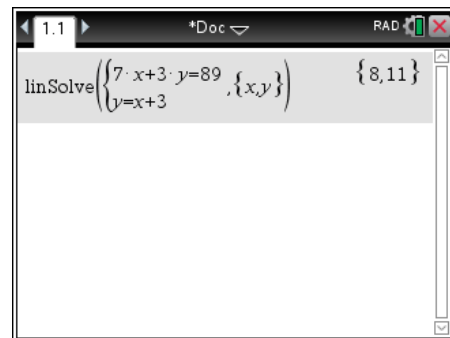 1.1 *Doc RAD
linSolve({7·x+3·y=89
y=x+3 ,{x,y}) {8,11}